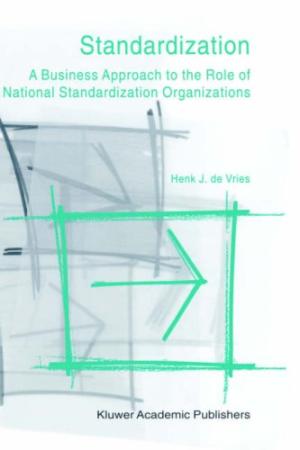 Standardization
A Business Approach to the Role of
National Standardization Organizations
Henk J. de Vries
Kluwer Academic Publishers